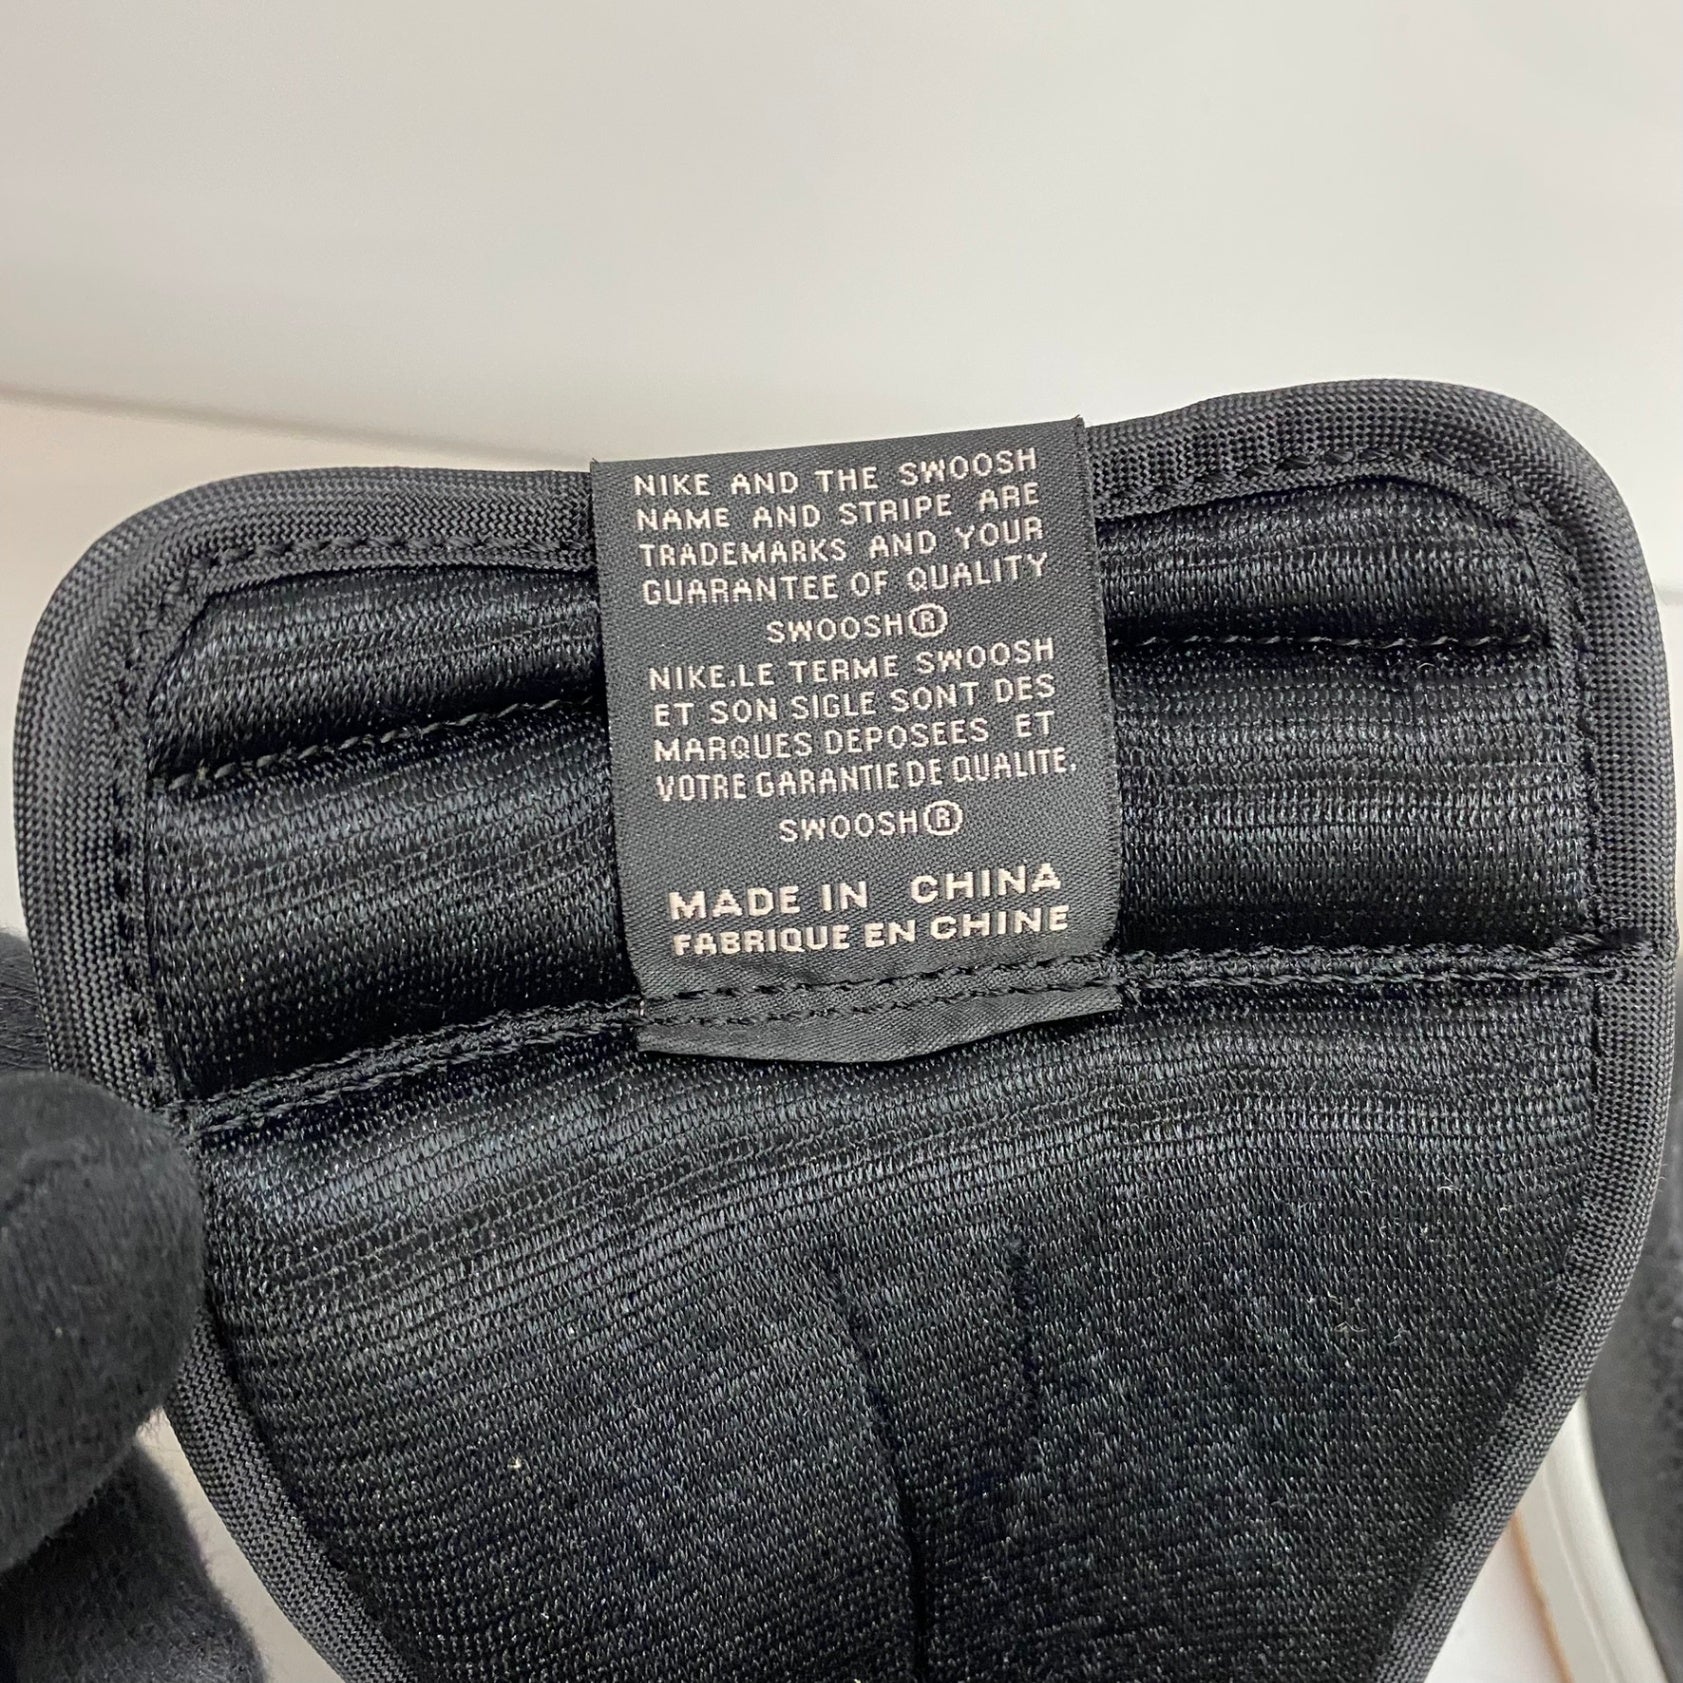 NIKE AND THE SWOOSH
NAME AND STRIPE ARE
TRADEMARKS AND YOUR
GUARANTEE OF QUALITY
SWOOSH®
NIKE.LE TERME SWOOSH
ET SON SIGLE SONT DES
MARQUES DEPOSEES ET
VOTRE GARANTIE DE QUALITE.
SWOOSH®
MADE IN CHINA
FABRIQUE EN CHINE